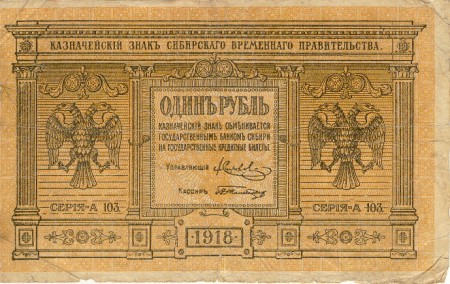 КАЗНАЧЕЙСКІЙ ЗНАКЪ СИБИРСКАГО ВРЕМЕННАГО ПРАВИТЕЛЬСТВА.
ОДИНЪ РУБЛЬ
КАЗНАЧЕЙСКІЙ ЗНАКЪ ОБМѢНИВАЕТСЯ
ГОСУДАРСТВЕННЫМЪ БАНКОМЪ СИБИРИ
НА ГОСУДАРСТВЕННЫЕ КРЕДИТНЫЕ БИЛЕТЫ.
Управляющій
Кассиръ
СЕРІЯ-А 103.
СЕРІЯ-А 103.
1918